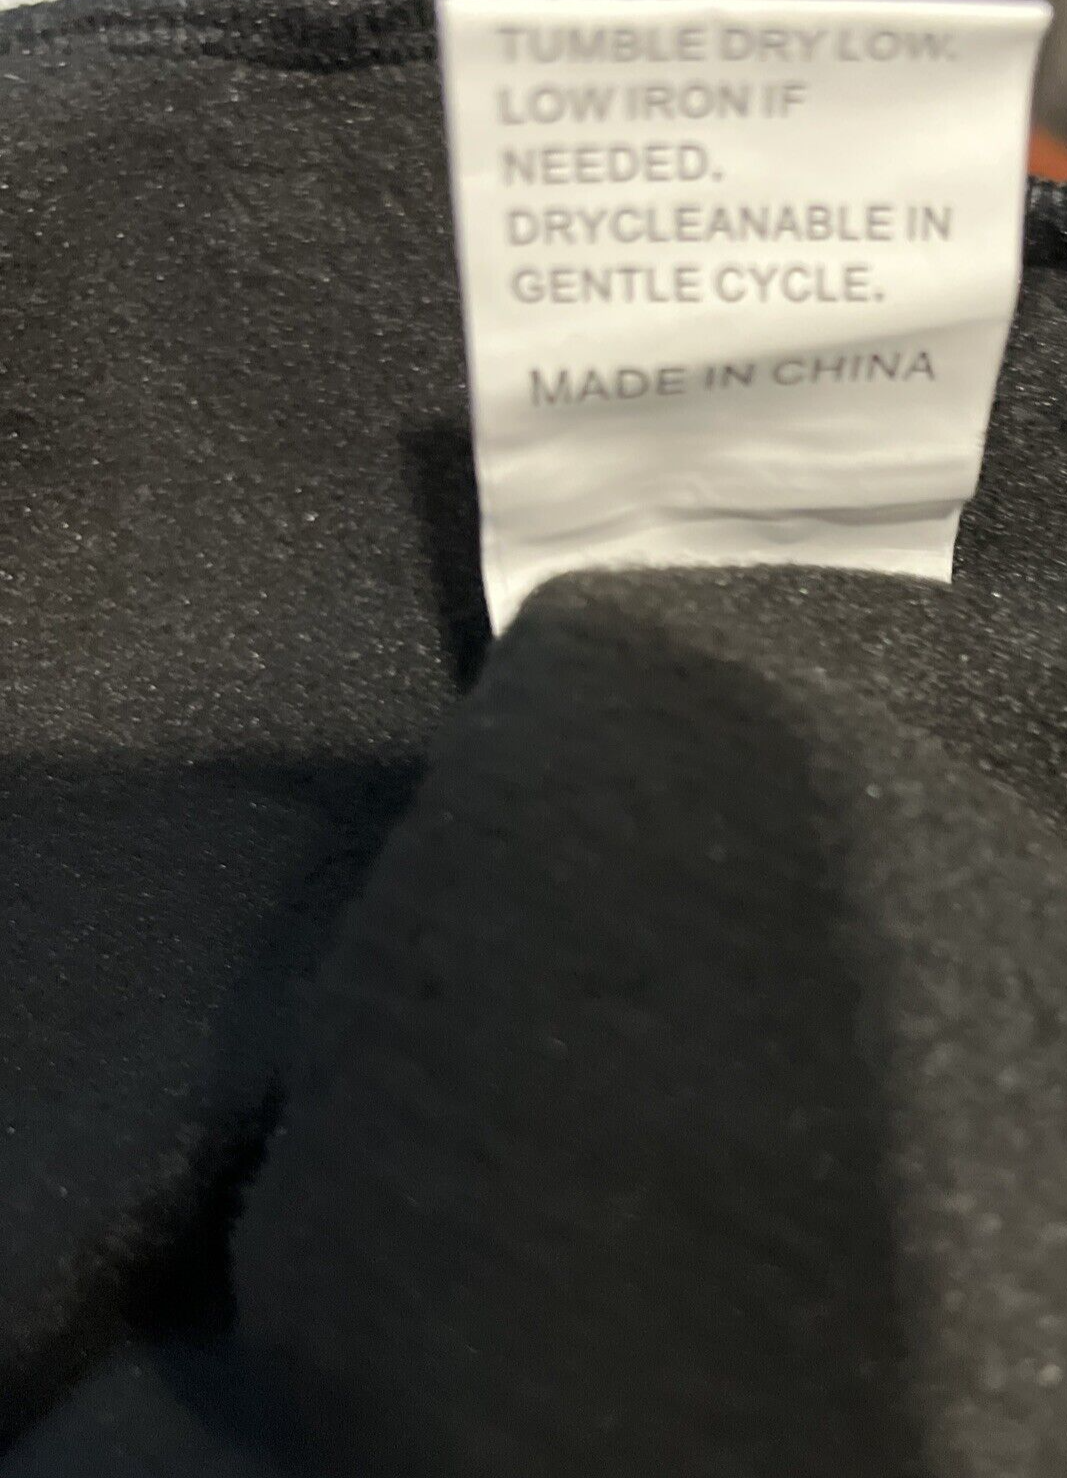 TUMBLE DRY LOW.
LOW IRON IF
NEEDED.
DRYCLEANABLE IN
GENTLE CYCLE.
MADE IN CHINA